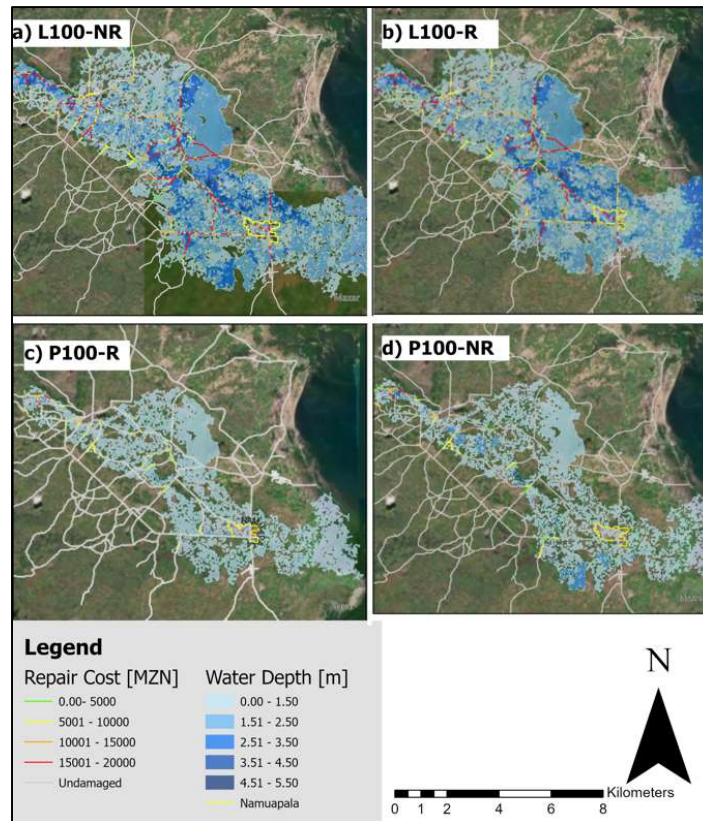 a) L100-NR
b) L100-R
c) P100-R
d) P100-NR
Legend
Repair Cost [MZN]
0.00- 5000
5001 - 10000
10001 - 15000
15001 - 20000
Undamaged
Water Depth [m]
0.00 - 1.50
1.51 - 2.50
2.51 - 3.50
3.51 - 4.50
4.51 - 5.50
Namuapala
N
Kilometers
0 1 2 4 6 8